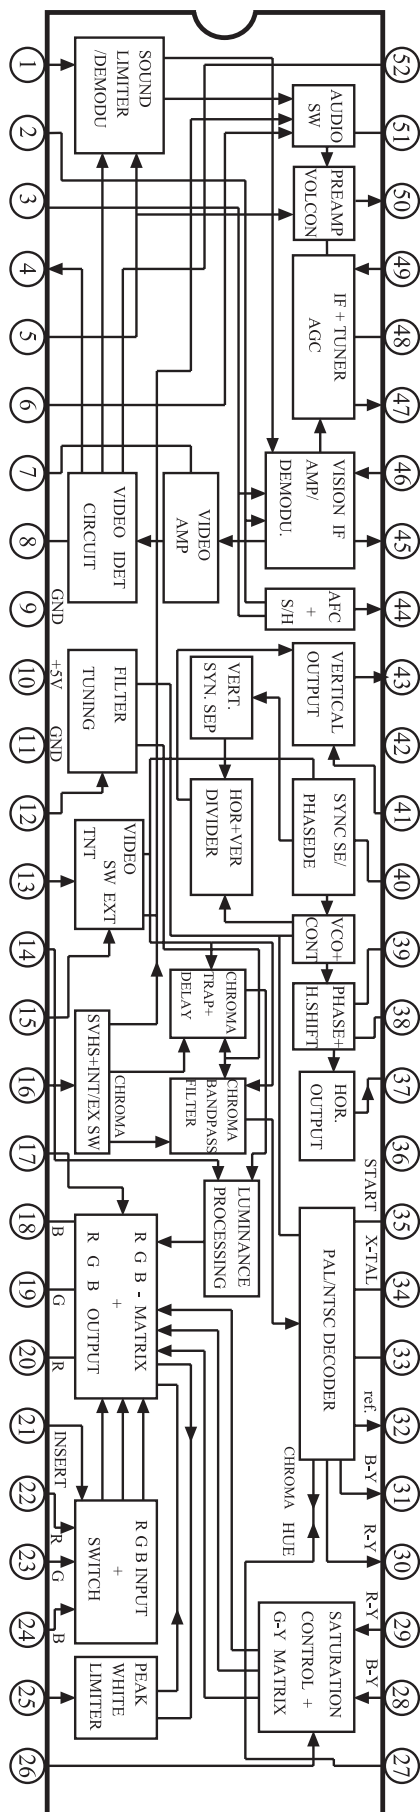 1
2
3
4
5
6
7
8
9
10
11
12
13
14
15
16
17
18
19
20
21
22
23
24
25
26
52
51
50
49
48
47
46
45
44
43
42
41
40
39
38
37
36
35
34
33
32
31
30
29
28
27
SOUND
LIMITER
/DEMODU
AUDIO
SW
PREAMP
VOLCON
IF + TUNER
AGC
VISION IF
AMP/
DEMODU.
VIDEO
AMP
VIDEO IDET
CIRCUIT
AFC
+
S/H
GND
+5V
GND
FILTER
TUNING
VERT.
SYN. SEP
VERTICAL
OUTPUT
HOR+VER
DIVIDER
SYNC SE/
PHASEDE
VIDEO
SW EXT
TNT
VCO+
CONT
PHASE+
H.SHIFT
HOR.
OUTPUT
CHROMA
TRAP+
DELAY
CHROMA
BANDPASS
FILTER
SVHS+INT/EX SW
CHROMA
LUMINANCE
PROCESSING
START
X-TAL
PAL/NTSC DECODER
ref.
B-Y
R-Y
R-Y
B-Y
B
G
R
R G B - MATRIX
+
R G B OUTPUT
CHROMA
HUE
INSERT
R
G
B
R G B INPUT
+
SWITCH
SATURATION
CONTROL +
G-Y MATRIX
PEAK
WHITE
LIMITER